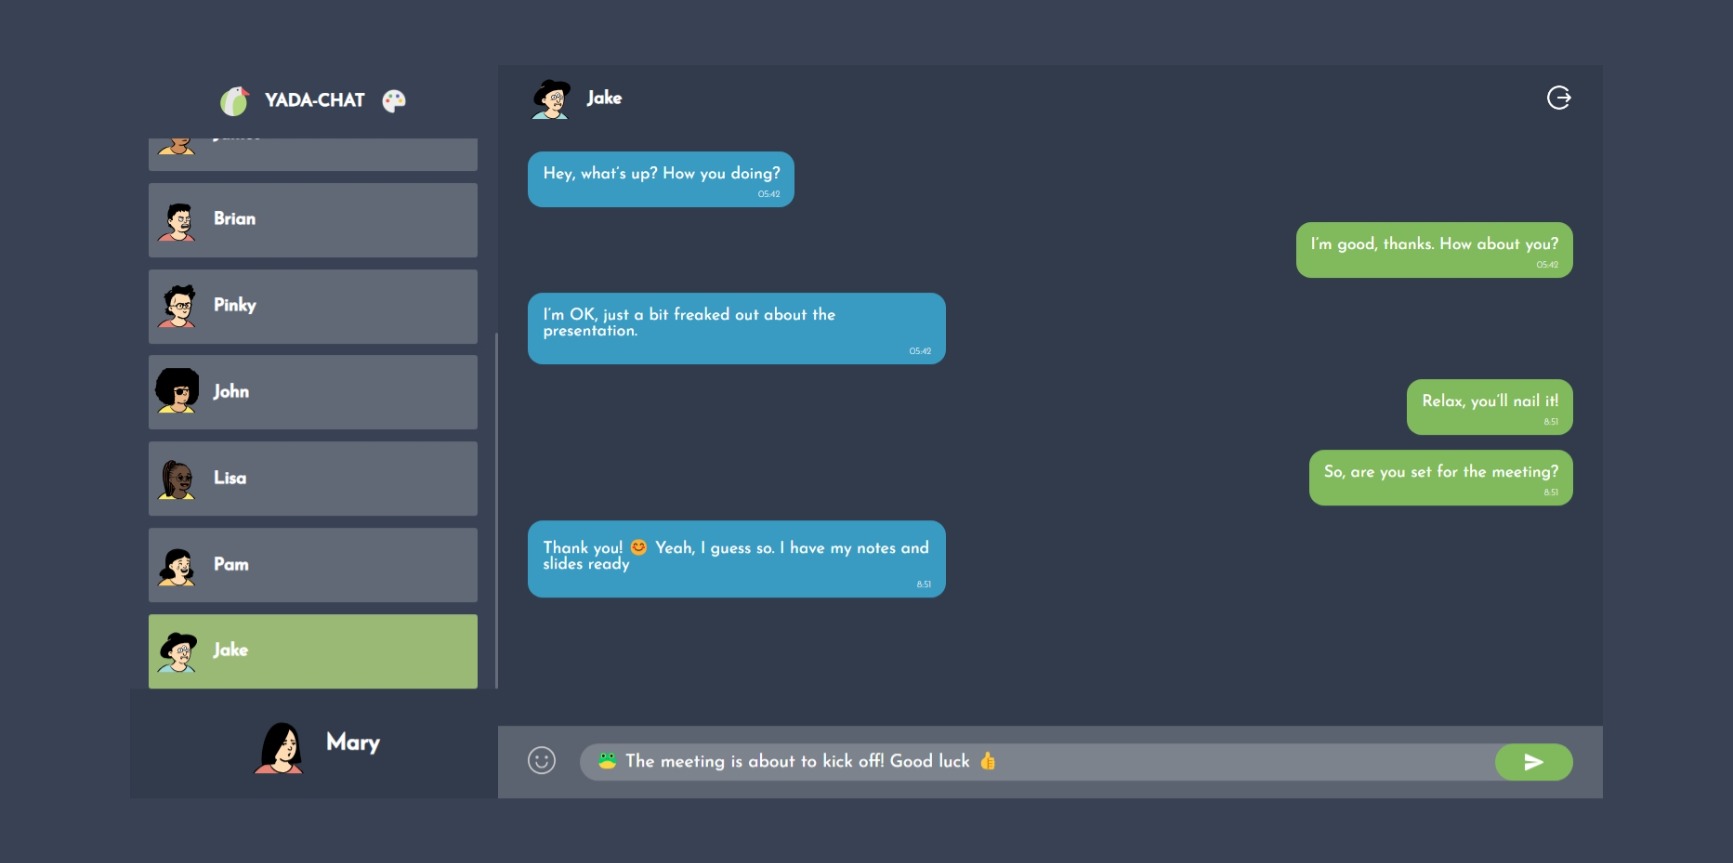 YADA-CHAT
Brian
Pinky
John
Lisa
Pam
Jake
Mary
Jake
Hey, what's up? How you doing?
05:42
I'm good, thanks. How about you?
05:42
I'm OK, just a bit freaked out about the
presentation.
05:42
Relax, you'll nail it!
8:51
So, are you set for the meeting?
8:51
Thank you! 😊 Yeah, I guess so. I have my notes and
slides ready
8:51
🐸 The meeting is about to kick off! Good luck 👍